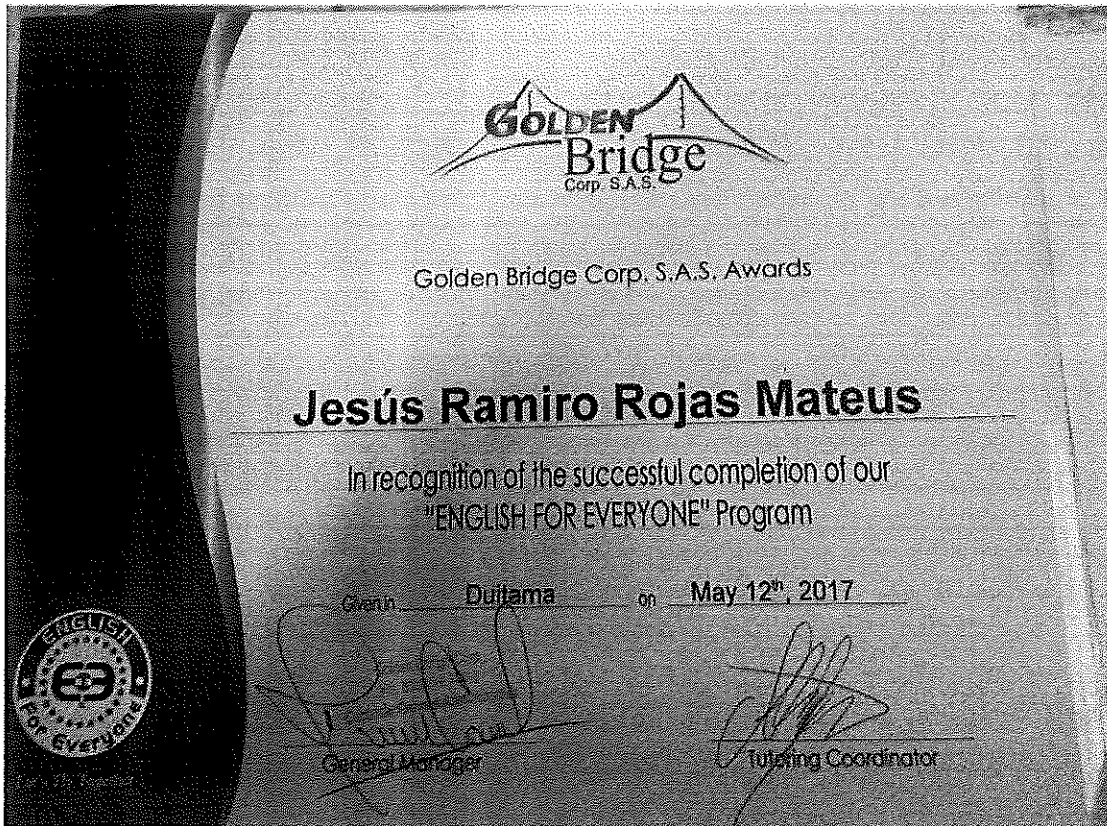 GOLDEN
Bridge
Corp. S.A.S.
Golden Bridge Corp. S.A.S. Awards
Jesús Ramiro Rojas Mateus
In recognition of the successful completion of our
"ENGLISH FOR EVERYONE" Program
Given in Duitama on May 12th, 2017
ENGLISH
For Everyone
General Manager
Tutoring Coordinator